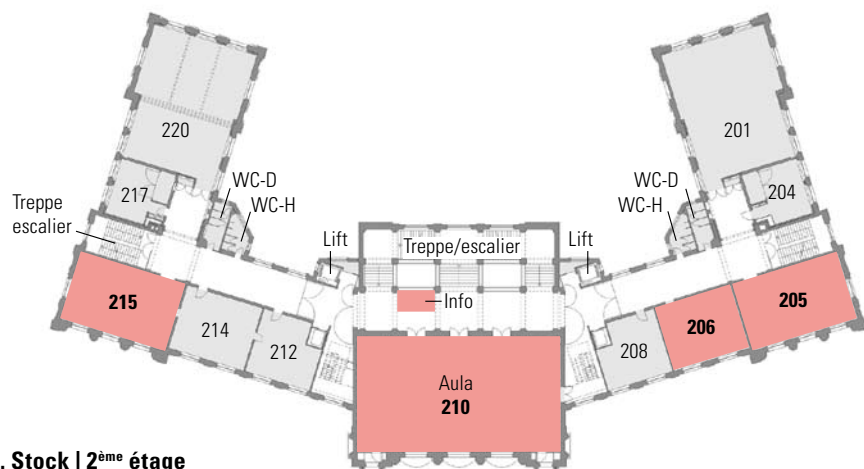 220
201
WC-D
WC-H
WC-D
WC-H
217
204
Treppe
escalier
Lift
Treppe/escalier
Lift
Info
215
214
212
205
206
208
Aula
210
. Stock | 2ème étage